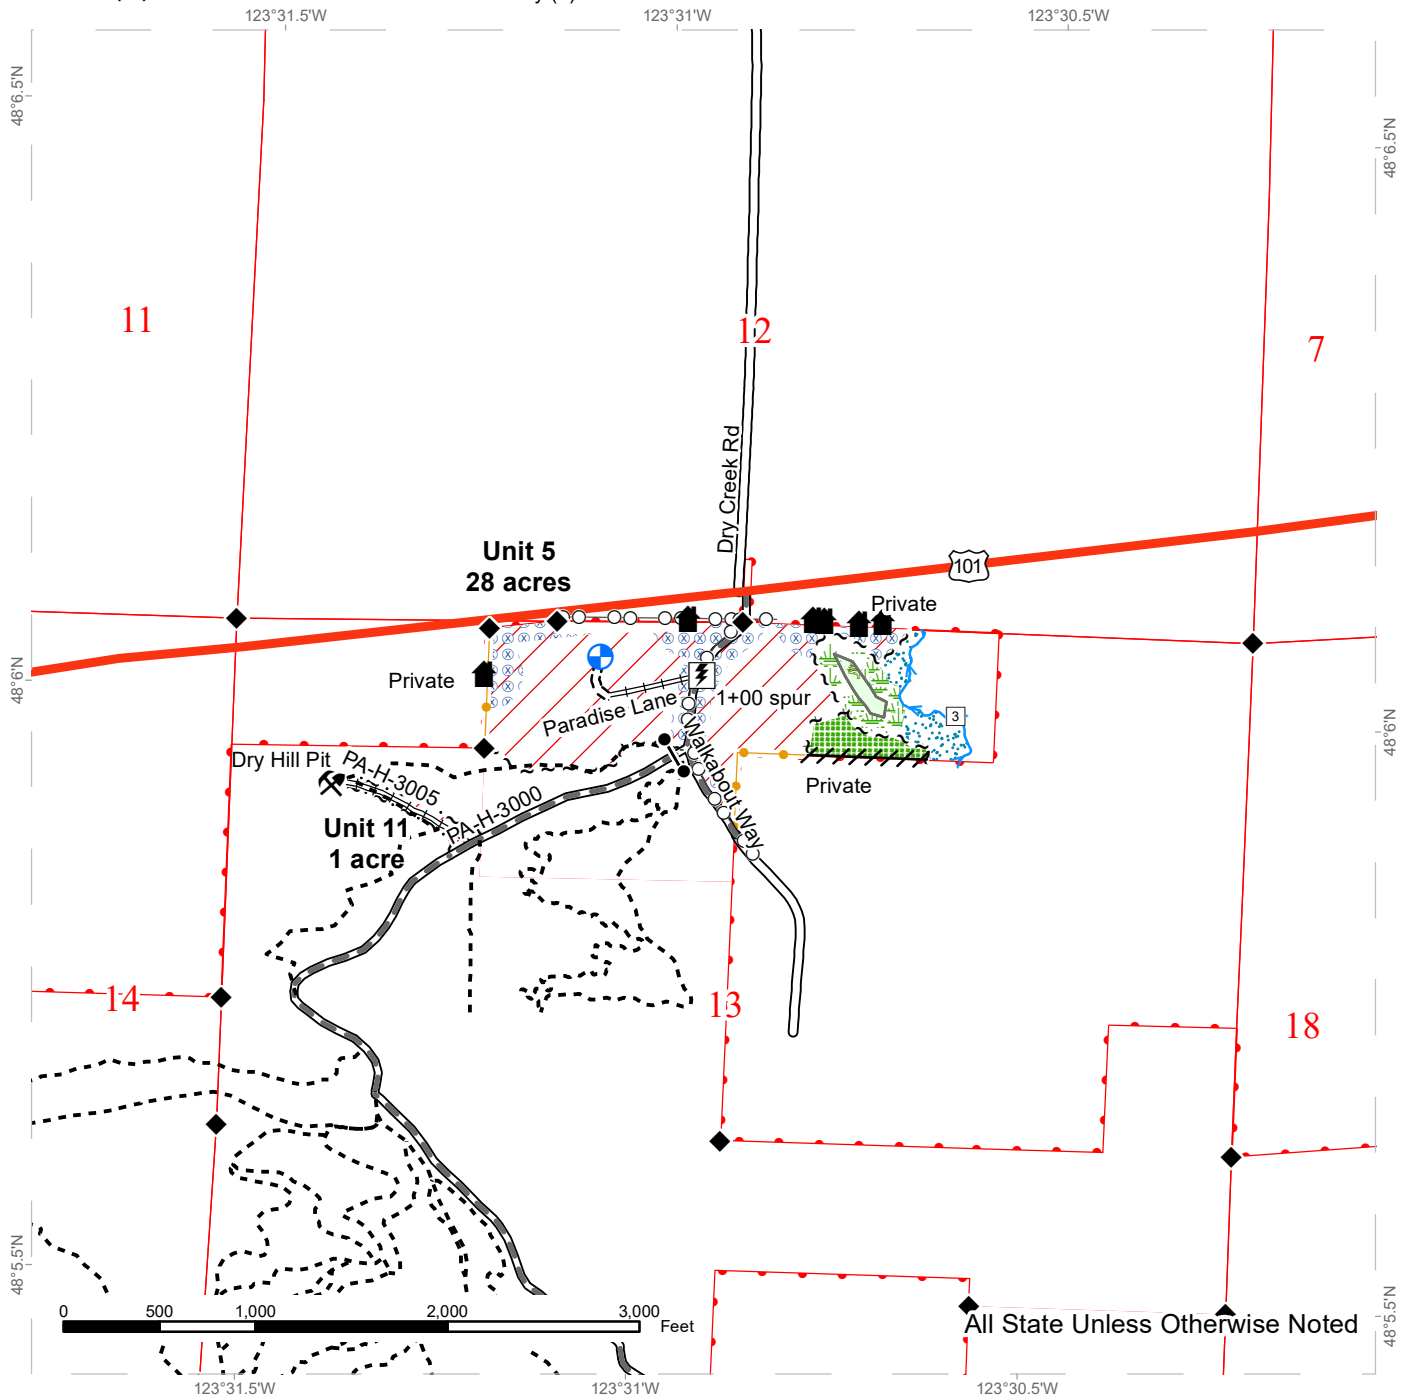 123°31.5'W
123°31'W
123°30.5'W
48°6.5'N
48°6.5'N
11
12
7
Dry Creek Rd
Unit 5
28 acres
101
Private
Private
48°6'N
48°6'N
Paradise Lane
1+00 spur
3
Walkabout Way
Dry Hill Pit
PA-H-3005
PA-H-3000
Private
Unit 11
1 acre
14
13
18
48°5.5'N
48°5.5'N
0
500
1,000
2,000
3,000
Feet
All State Unless Otherwise Noted
123°31.5'W
123°31'W
123°30.5'W